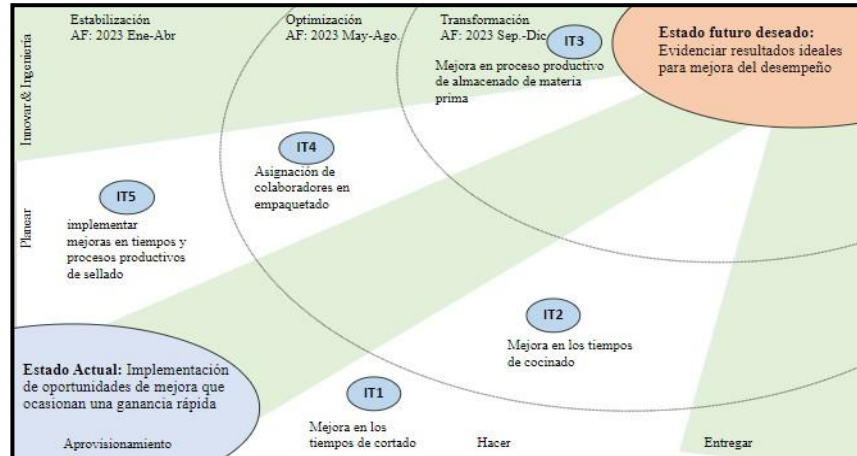 Estabilización
AF: 2023 Ene-Abr
Optimización
AF: 2023 May-Ago.
Transformación
AF: 2023 Sep.-Dic
IT3
Mejora en proceso productivo
de almacenado de materia
prima
Estado futuro deseado:
Evidenciar resultados ideales
para mejora del desempeño
Innovar & Ingeniería
IT4
Asignación de
colaboradores en
empaquetado
Planear
IT5
implementar
mejoras en tiempos y
procesos productivos
de sellado
IT2
Mejora en los tiempos
de cocinado
Estado Actual: Implementación
de oportunidades de mejora que
ocasionan una ganancia rápida
IT1
Mejora en los
tiempos de cortado
Aprovisionamiento
Hacer
Entregar